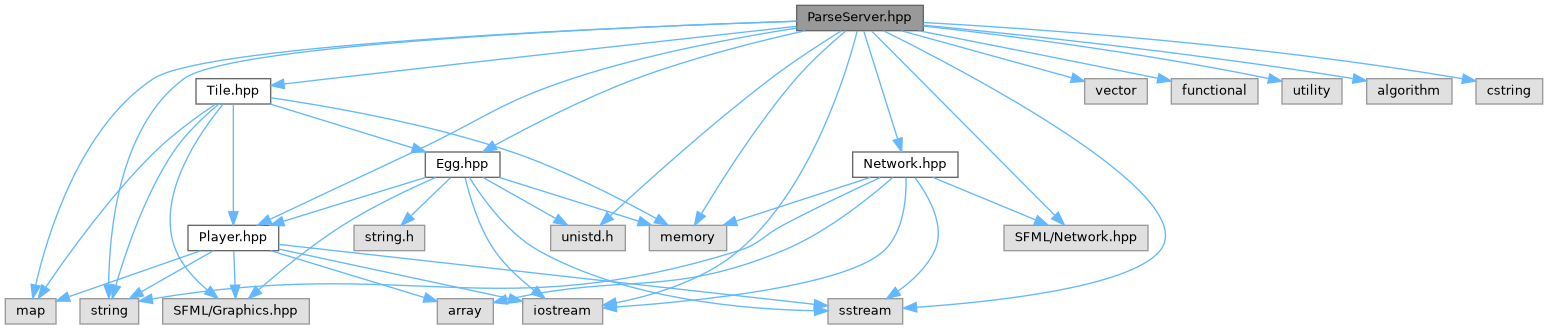 ParseServer.hpp
Tile.hpp
vector
functional
utility
algorithm
cstring
Egg.hpp
Network.hpp
Player.hpp
string.h
unistd.h
memory
SFML/Network.hpp
map
string
SFML/Graphics.hpp
array
iostream
sstream